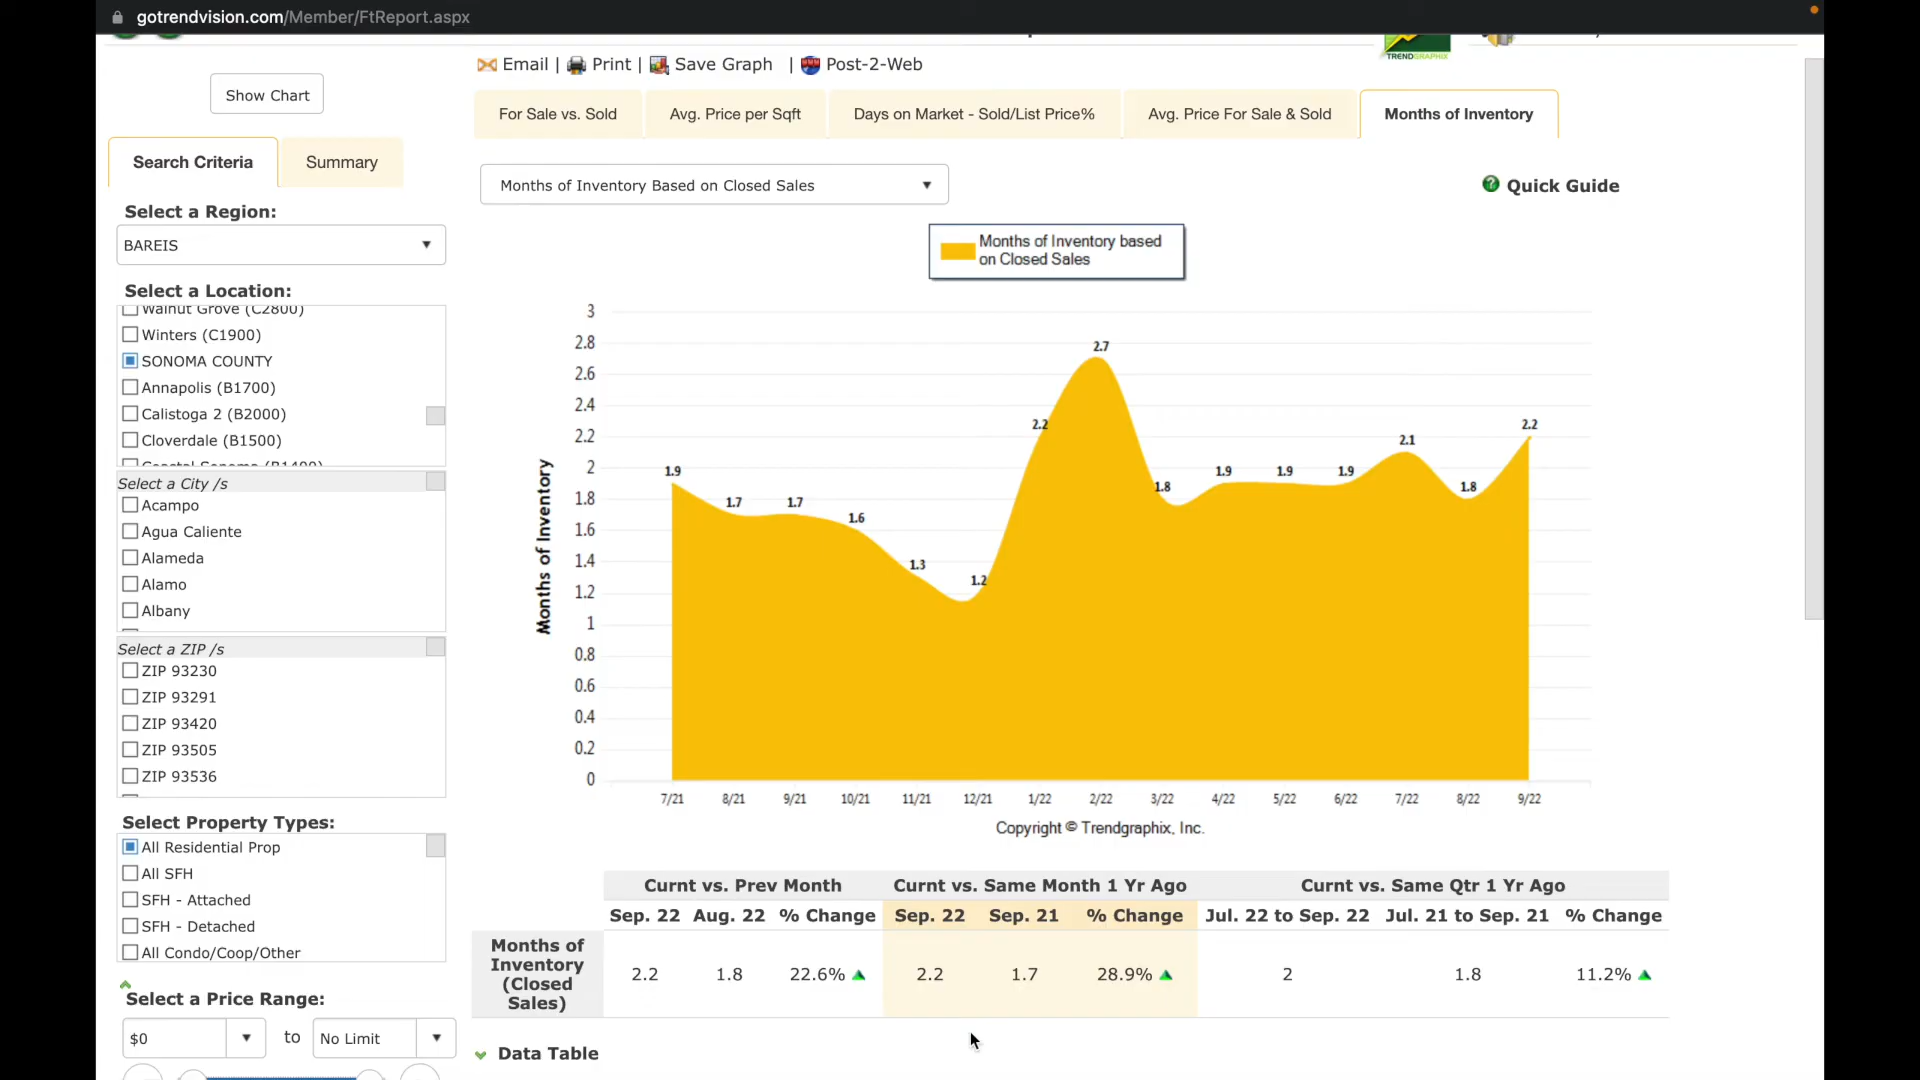 gotrendvision.com/Member/FtReport.aspx
TRENDGRAPHIX
Email | Print | Save Graph | Post-2-Web
Show Chart
For Sale vs. Sold
Avg. Price per Sqft
Days on Market - Sold/List Price%
Avg. Price For Sale & Sold
Months of Inventory
Search Criteria
Summary
Months of Inventory Based on Closed Sales
Quick Guide
Select a Region:
BAREIS
Select a Location:
Walnut Grove (C2800)
Winters (C1900)
SONOMA COUNTY
Annapolis (B1700)
Calistoga 2 (B2000)
Cloverdale (B1500)
Coastal Sonoma (B1400)
Select a City /s
Acampo
Agua Caliente
Alameda
Alamo
Albany
Select a ZIP /s
ZIP 93230
ZIP 93291
ZIP 93420
ZIP 93505
ZIP 93536
Select Property Types:
All Residential Prop
All SFH
SFH - Attached
SFH - Detached
All Condo/Coop/Other
Select a Price Range:
$0 to No Limit
Months of Inventory based
on Closed Sales
Months of Inventory
3
2.8
2.6
2.4
2.2
2
1.8
1.6
1.4
1.2
1
0.8
0.6
0.4
0.2
0
1.9 1.7 1.7 1.6 1.3 1.2 2.2 2.7 1.8 1.9 1.9 1.9 2.1 1.8 2.2
7/21 8/21 9/21 10/21 11/21 12/21 1/22 2/22 3/22 4/22 5/22 6/22 7/22 8/22 9/22
Copyright © Trendgraphix, Inc.
Curnt vs. Prev Month Curnt vs. Same Month 1 Yr Ago Curnt vs. Same Qtr 1 Yr Ago
Sep. 22 Aug. 22 % Change Sep. 22 Sep. 21 % Change Jul. 22 to Sep. 22 Jul. 21 to Sep. 21 % Change
Months of
Inventory
(Closed
Sales)
2.2 1.8 22.6% 2.2 1.7 28.9% 2 1.8 11.2%
Data Table